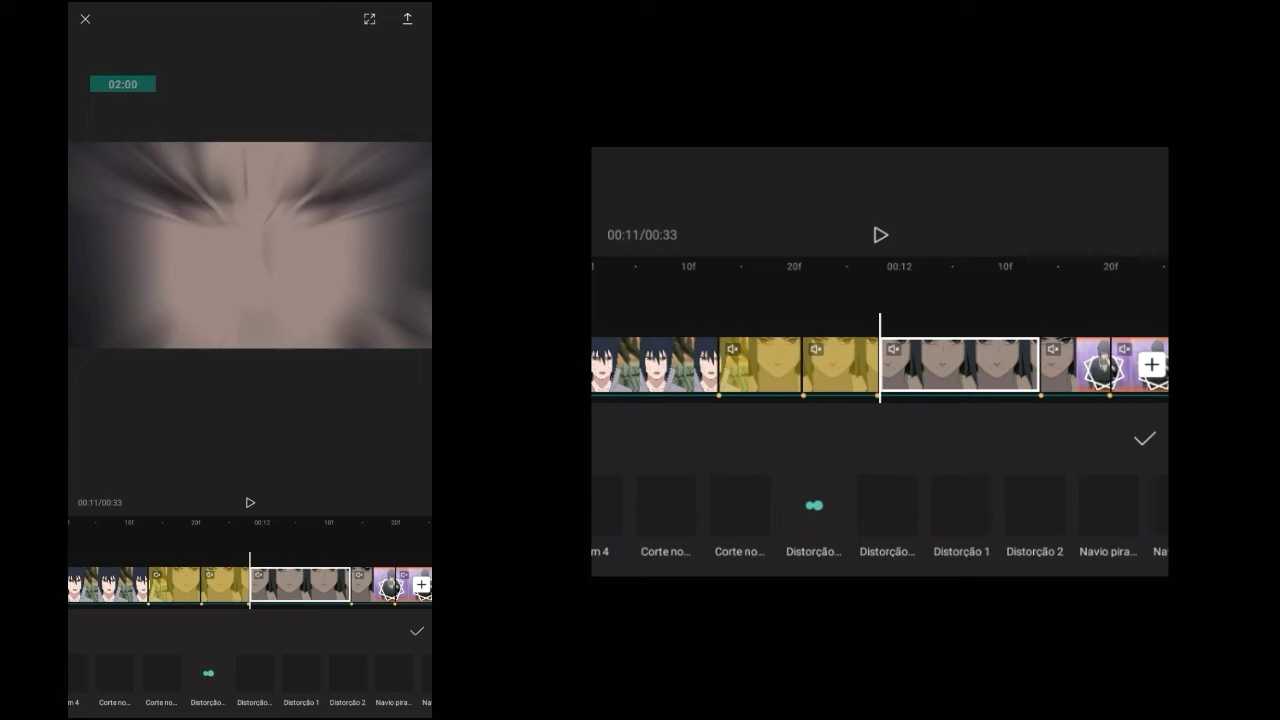 02:00
00:11/00:33
10f 20f 00:12 10f 20f
m 4 Corte no... Corte no... Distorção... Distorção... Distorção 1 Distorção 2 Navio pira... Na
00:11/00:33
1 10f 20f 00:12 10f 20f
m 4 Corte no... Corte no... Distorção... Distorção... Distorção 1 Distorção 2 Navio pira... Na